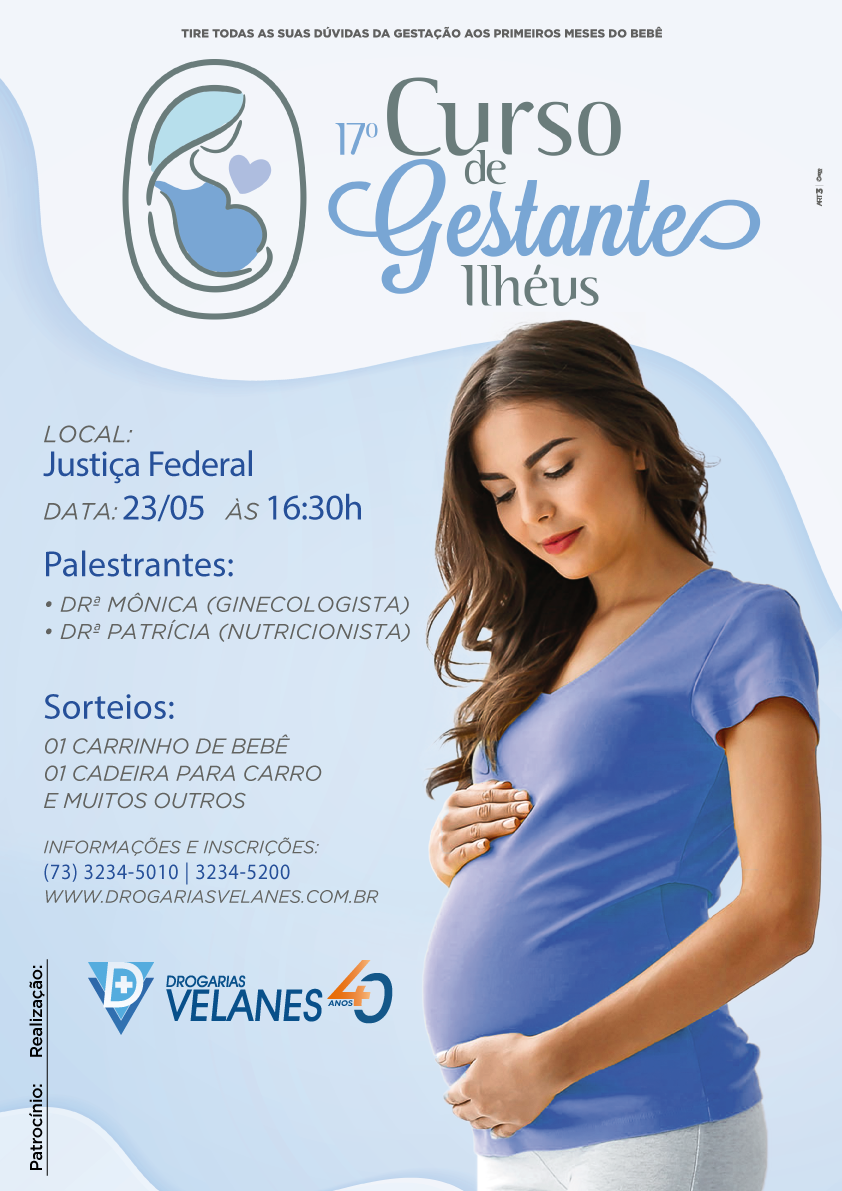 TIRE TODAS AS SUAS DÚVIDAS DA GESTAÇÃO AOS PRIMEIROS MESES DO BEBÊ
17º Curso
de
Gestante
Ilhéus
LOCAL:
Justiça Federal
DATA: 23/05 ÀS 16:30h
Palestrantes:
• DRª MÔNICA (GINECOLOGISTA)
• DRª PATRÍCIA (NUTRICIONISTA)
Sorteios:
01 CARRINHO DE BEBÊ
01 CADEIRA PARA CARRO
E MUITOS OUTROS
INFORMAÇÕES E INSCRIÇÕES:
(73) 3234-5010 | 3234-5200
WWW.DROGARIASVELANES.COM.BR
Realização:
D
DROGARIAS
VELANES
40
ANOS
Patrocínio: